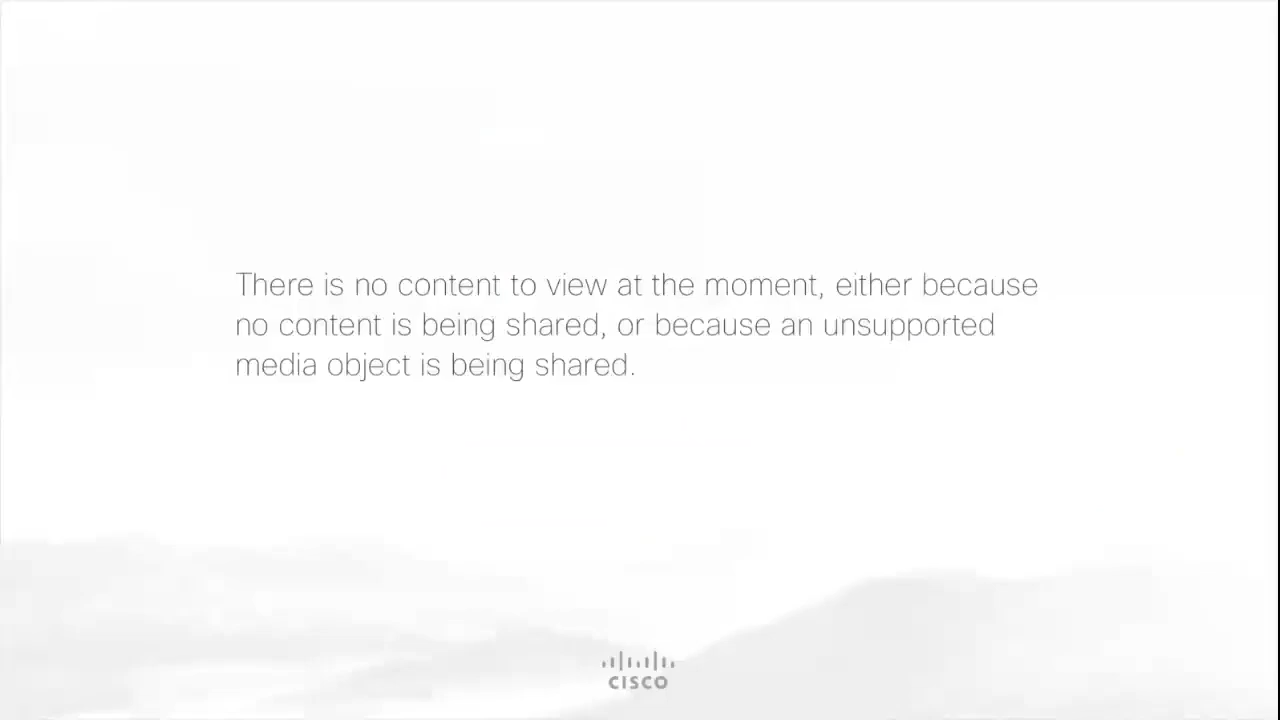 There is no content to view at the moment, either because
no content is being shared, or because an unsupported
media object is being shared.
CISCO